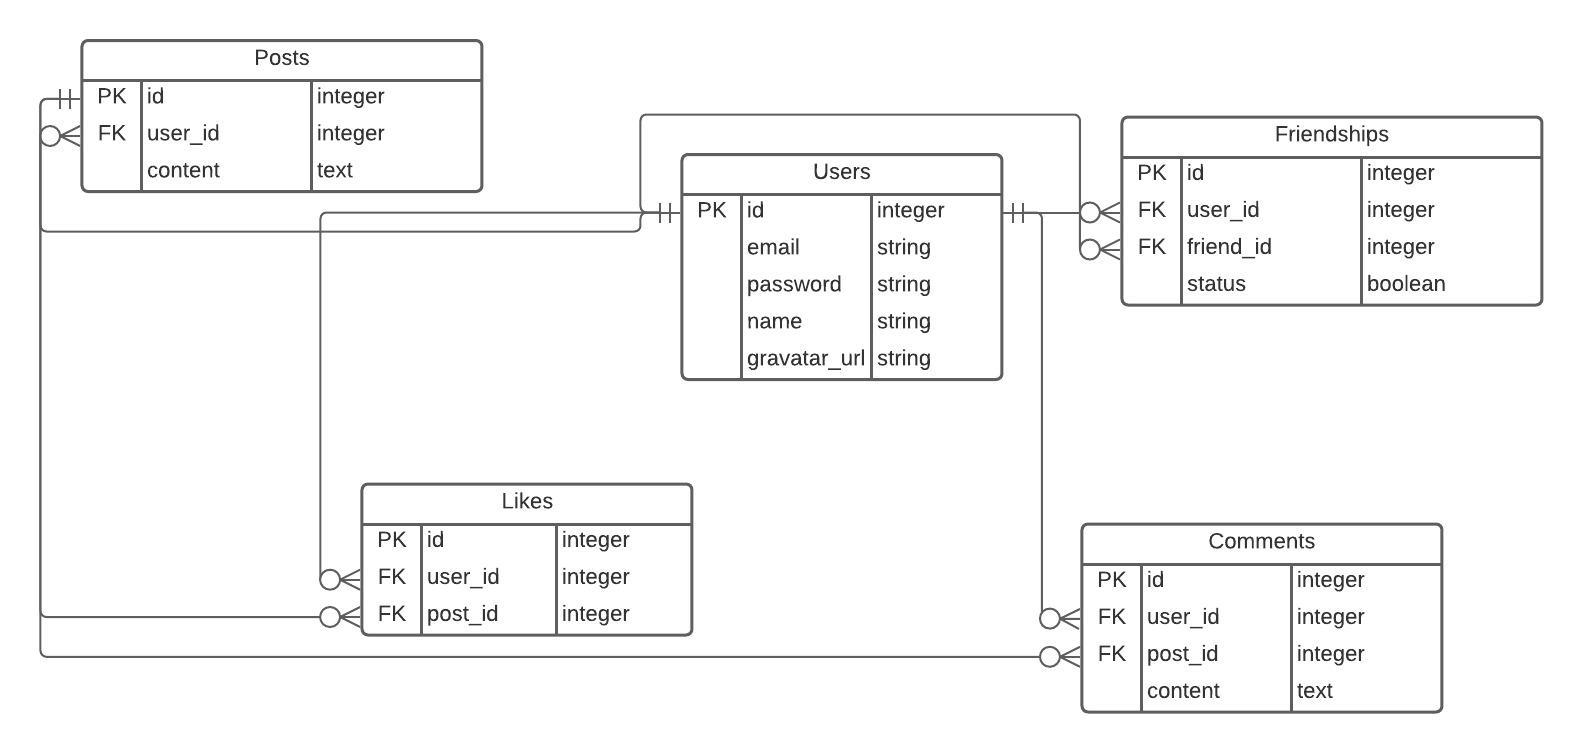 Posts
PK id integer
FK user_id integer
content text
Users
PK id integer
email string
password string
name string
gravatar_url string
Friendships
PK id integer
FK user_id integer
FK friend_id integer
status boolean
Likes
PK id integer
FK user_id integer
FK post_id integer
Comments
PK id integer
FK user_id integer
FK post_id integer
content text